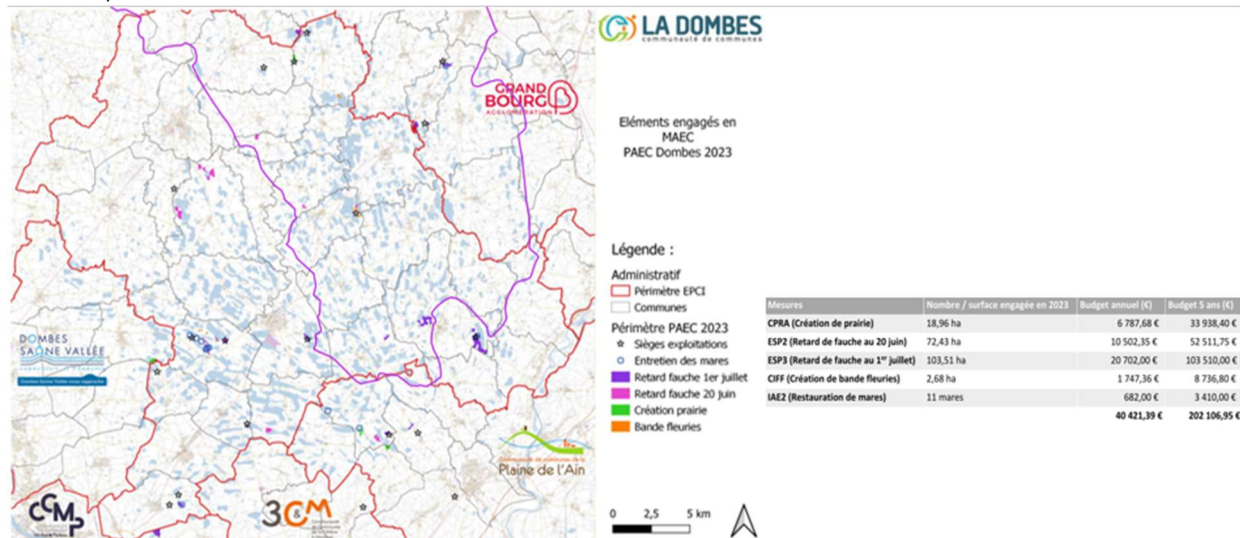 LA DOMBES
communauté de communes
GRAND
BOURG
AGGLOMÉRATION
Eléments engagés en
MAEC
PAEC Dombes 2023
Légende :
Administratif
Périmètre EPCI
Communes
Périmètre PAEC 2023
Sièges exploitations
Entretien des mares
Retard fauche 1er juillet
Retard fauche 20 juin
Création prairie
Bande fleuries
Mesures Nombre / surface engagée en 2023 Budget annuel (€) Budget 5 ans (€)
CPRA (Création de prairie) 18,96 ha 6 787,68 € 33 938,40 €
ESP2 (Retard de fauche au 20 juin) 72,43 ha 10 502,35 € 52 511,75 €
ESP3 (Retard de fauche au 1er juillet) 103,51 ha 20 702,00 € 103 510,00 €
CIFF (Création de bande fleuries) 2,68 ha 1 747,36 € 8 736,80 €
IAE2 (Restauration de mares) 11 mares 682,00 € 3 410,00 €
40 421,39 € 202 106,95 €
DOMBES
SAÔNE VALLÉE
Plaine de l'Ain
CCMP
3C&M
0 2,5 5 km